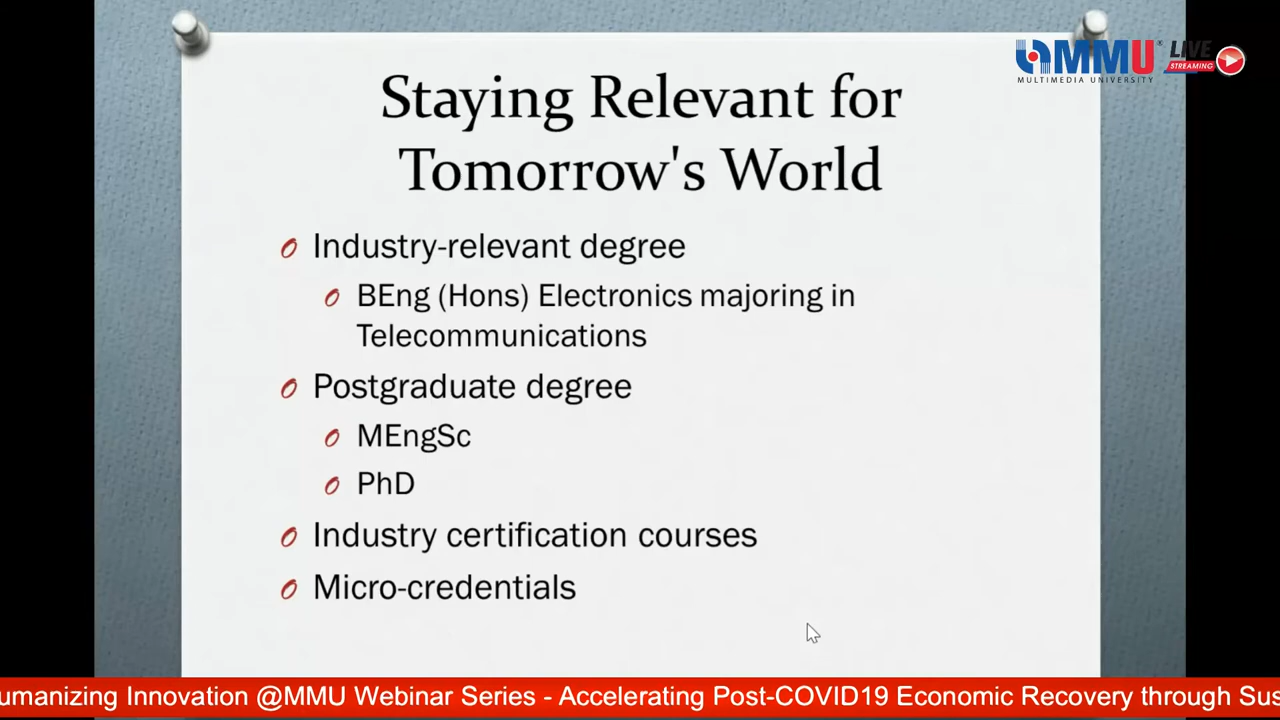 MMU
MULTIMEDIA UNIVERSITY
LIVE
STREAMING
Staying Relevant for
Tomorrow's World
Industry-relevant degree
BEng (Hons) Electronics majoring in
Telecommunications
Postgraduate degree
MEngSc
PhD
Industry certification courses
Micro-credentials
umanizing Innovation @MMU Webinar Series - Accelerating Post-COVID19 Economic Recovery through Sus